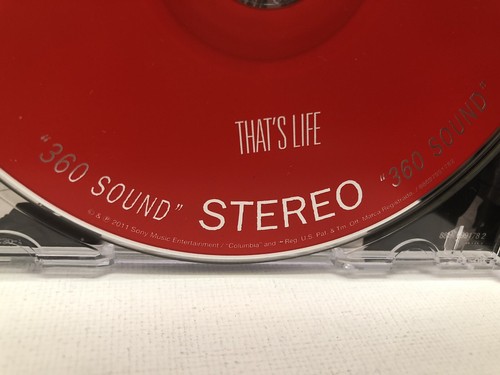 THAT'S LIFE
"360 SOUND" STEREO "360 SOUND"
© & ℗ 2011 Sony Music Entertainment / "Columbia" and Reg. U.S. Pat. & Tm. Off. Marca Registrada